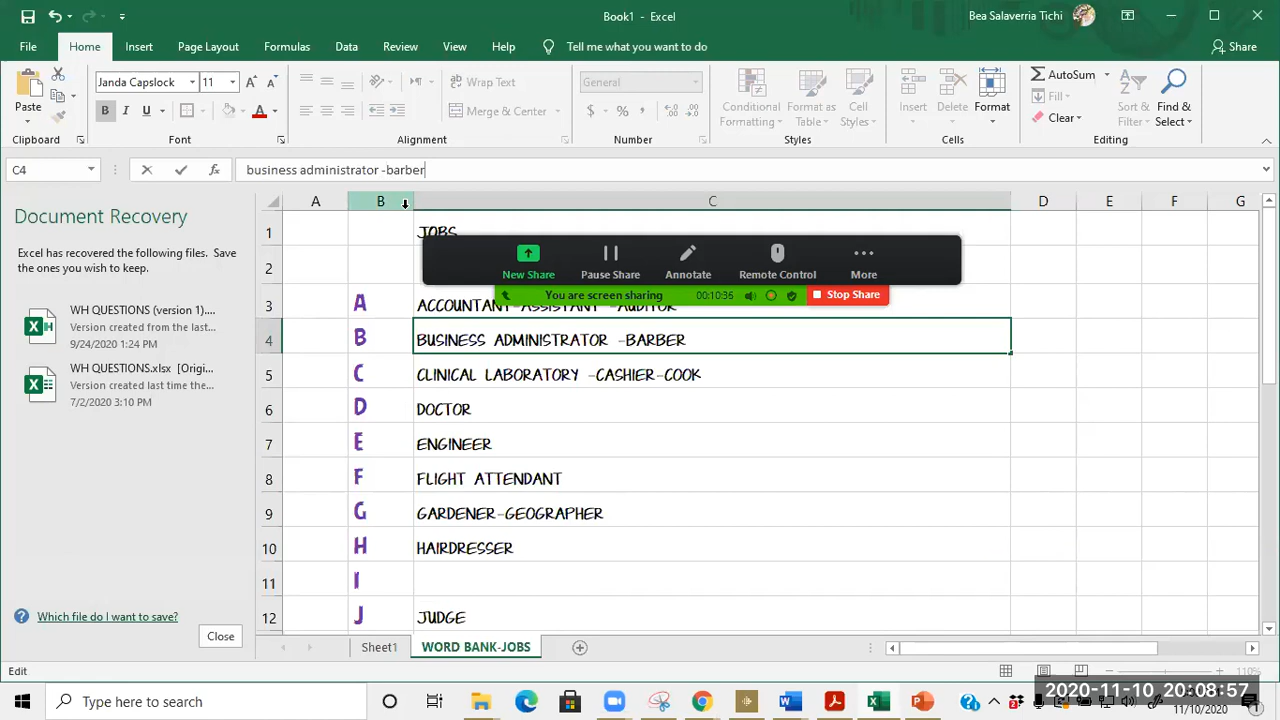 Book1 - Excel
Bea Salaverria Tichi
File Home Insert Page Layout Formulas Data Review View Help Tell me what you want to do Share
Janda Capslock 11 Wrap Text General AutoSum
Paste B I U Merge & Center $ % Conditional Formatting Format as Table Cell Styles Insert Delete Format Fill Clear Sort & Filter Find & Select
Clipboard Font Alignment Number Styles Cells Editing
C4 fx business administrator -barber
A B C D E F G
Document Recovery
Excel has recovered the following files. Save
the ones you wish to keep.
WH QUESTIONS (version 1)....
Version created from the last...
9/24/2020 1:24 PM
WH QUESTIONS.xlsx [Origi...
Version created last time the...
7/2/2020 3:10 PM
Which file do I want to save?
Close
1 JOBS
2
New Share Pause Share Annotate Remote Control More
You are screen sharing 00:10:36 Stop Share
3 A ACCOUNTANT-ASSISTANT -AUDITOR
4 B BUSINESS ADMINISTRATOR -BARBER
5 C CLINICAL LABORATORY -CASHIER-COOK
6 D DOCTOR
7 E ENGINEER
8 F FLIGHT ATTENDANT
9 G GARDENER-GEOGRAPHER
10 H HAIRDRESSER
11 I
12 J JUDGE
Sheet1 WORD BANK-JOBS
Edit 110%
Type here to search
2020-11-10 20:08:57
11/10/2020